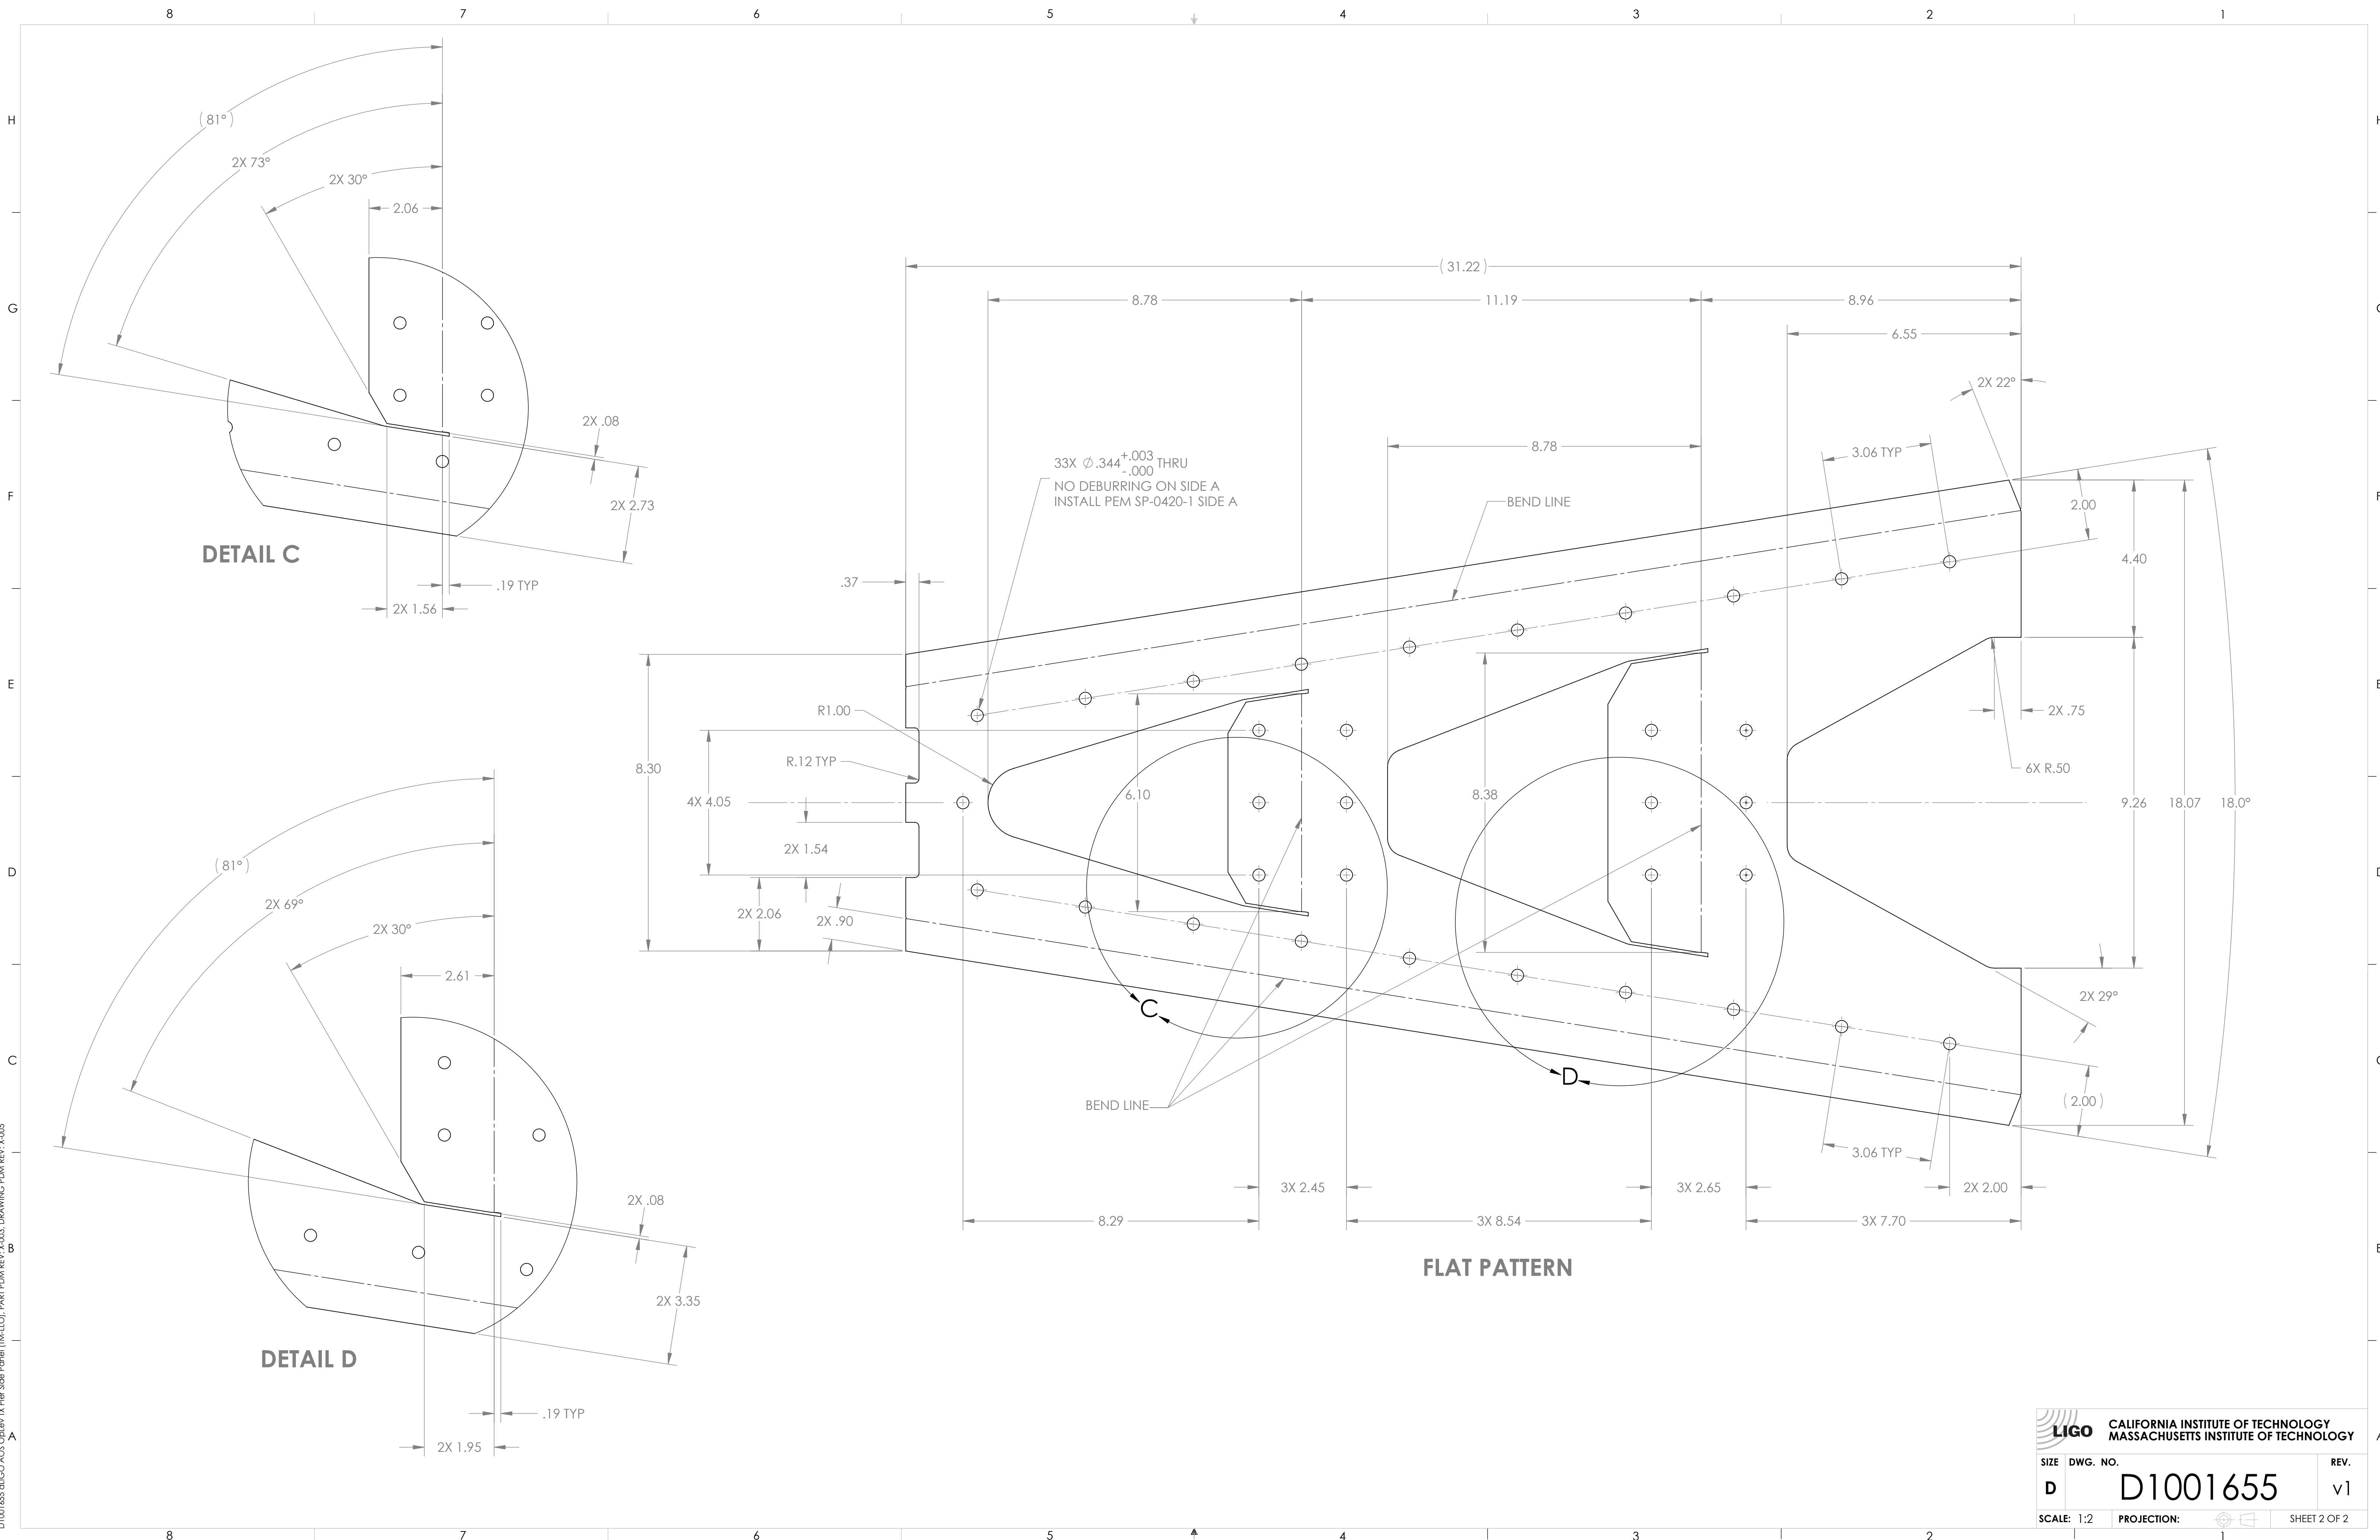 8 7 6 5 4 3 2 1
H
G
F
E
D
C
B
A
(81°)
2X 73°
2X 30°
2.06
2X .08
2X 2.73
DETAIL C
.19 TYP
2X 1.56
(81°)
2X 69°
2X 30°
2.61
2X .08
2X 3.35
DETAIL D
.19 TYP
2X 1.95
(31.22)
8.78
11.19
8.96
6.55
2X 22°
8.78
3.06 TYP
33X Ø.344 +.003 THRU
-.000
NO DEBURRING ON SIDE A
INSTALL PEM SP-0420-1 SIDE A
BEND LINE
2.00
4.40
.37
R1.00
R.12 TYP
8.30
4X 4.05
6.10
8.38
2X .75
6X R.50
9.26
18.07
18.0°
2X 1.54
2X 2.06
2X .90
C
D
2X 29°
(2.00)
BEND LINE
3.06 TYP
3X 2.45
3X 2.65
2X 2.00
8.29
3X 8.54
3X 7.70
FLAT PATTERN
LIGO
CALIFORNIA INSTITUTE OF TECHNOLOGY
MASSACHUSETTS INSTITUTE OF TECHNOLOGY
SIZE DWG. NO. REV.
D D1001655 v1
SCALE: 1:2 PROJECTION: SHEET 2 OF 2
8 7 6 5 4 3 2 1